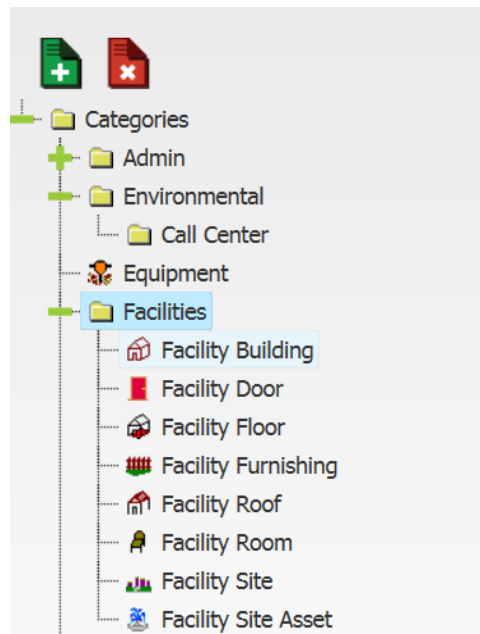 Categories
Admin
Environmental
Call Center
Equipment
Facilities
Facility Building
Facility Door
Facility Floor
Facility Furnishing
Facility Roof
Facility Room
Facility Site
Facility Site Asset